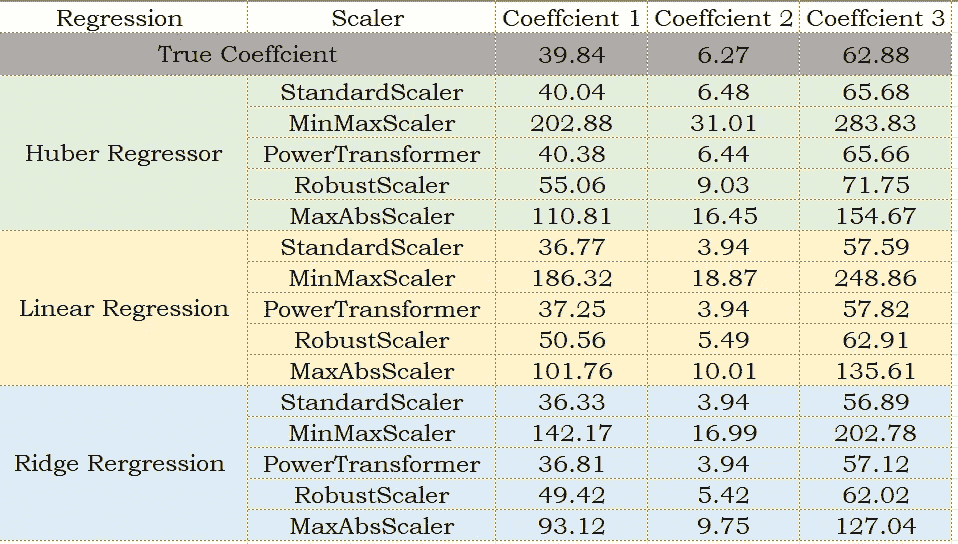 Regression Scaler Coeffcient 1 Coeffcient 2 Coeffcient 3
True Coeffcient 39.84 6.27 62.88
StandardScaler 40.04 6.48 65.68
MinMaxScaler 202.88 31.01 283.83
Huber Regressor PowerTransformer 40.38 6.44 65.66
RobustScaler 55.06 9.03 71.75
MaxAbsScaler 110.81 16.45 154.67
StandardScaler 36.77 3.94 57.59
MinMaxScaler 186.32 18.87 248.86
Linear Regression PowerTransformer 37.25 3.94 57.82
RobustScaler 50.56 5.49 62.91
MaxAbsScaler 101.76 10.01 135.61
StandardScaler 36.33 3.94 56.89
MinMaxScaler 142.17 16.99 202.78
Ridge Rergression PowerTransformer 36.81 3.94 57.12
RobustScaler 49.42 5.42 62.02
MaxAbsScaler 93.12 9.75 127.04